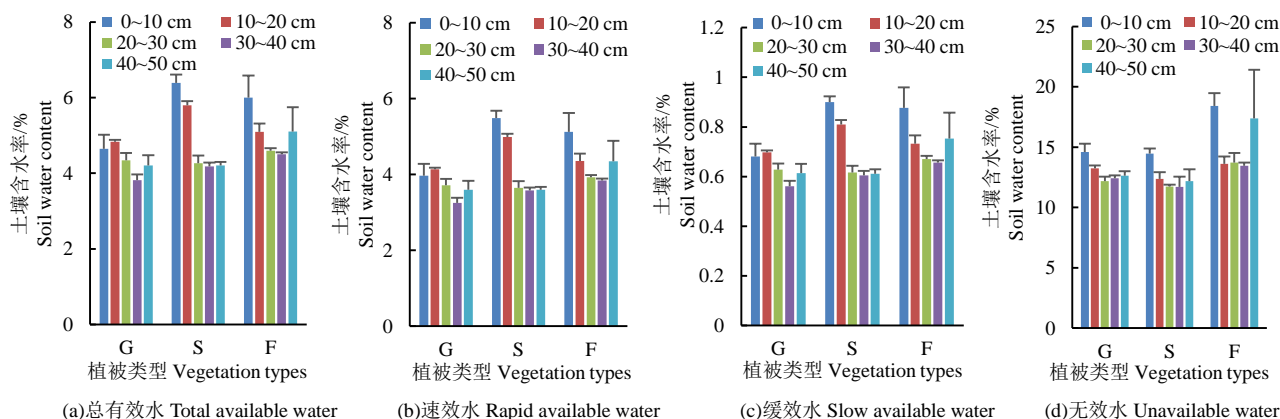 0~10 cm 10~20 cm
20~30 cm 30~40 cm
40~50 cm
8
6
4
2
0
土壤含水率/%
Soil water content
G S F
植被类型 Vegetation types
(a)总有效水 Total available water
0~10 cm
10~20 cm
20~30 cm
30~40 cm
40~50 cm
8
6
4
2
0
土壤含水率/%
Soil water content
G S F
植被类型 Vegetation types
(b)速效水 Rapid available water
0~10 cm
10~20 cm
20~30 cm
30~40 cm
40~50 cm
1.2
1
0.8
0.6
0.4
0.2
0
土壤含水率/%
Soil water content
G S F
植被类型 Vegetation types
(c)缓效水 Slow available water
0~10 cm
10~20 cm
20~30 cm
30~40 cm
40~50 cm
25
20
15
10
5
0
土壤含水率/%
Soil water content
G S F
植被类型 Vegetation types
(d)无效水 Unavailable water